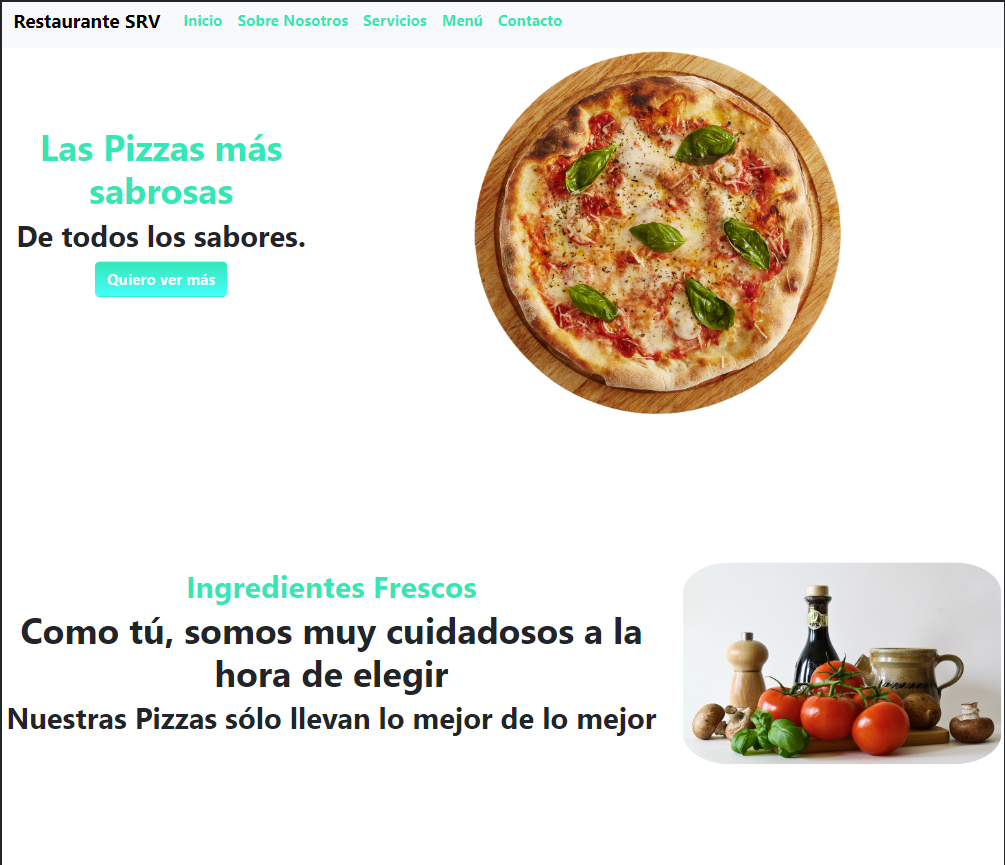 Restaurante SRV Inicio Sobre Nosotros Servicios Menú Contacto
Las Pizzas más
sabrosas
De todos los sabores.
Quiero ver más
Ingredientes Frescos
Como tú, somos muy cuidadosos a la
hora de elegir
Nuestras Pizzas sólo llevan lo mejor de lo mejor